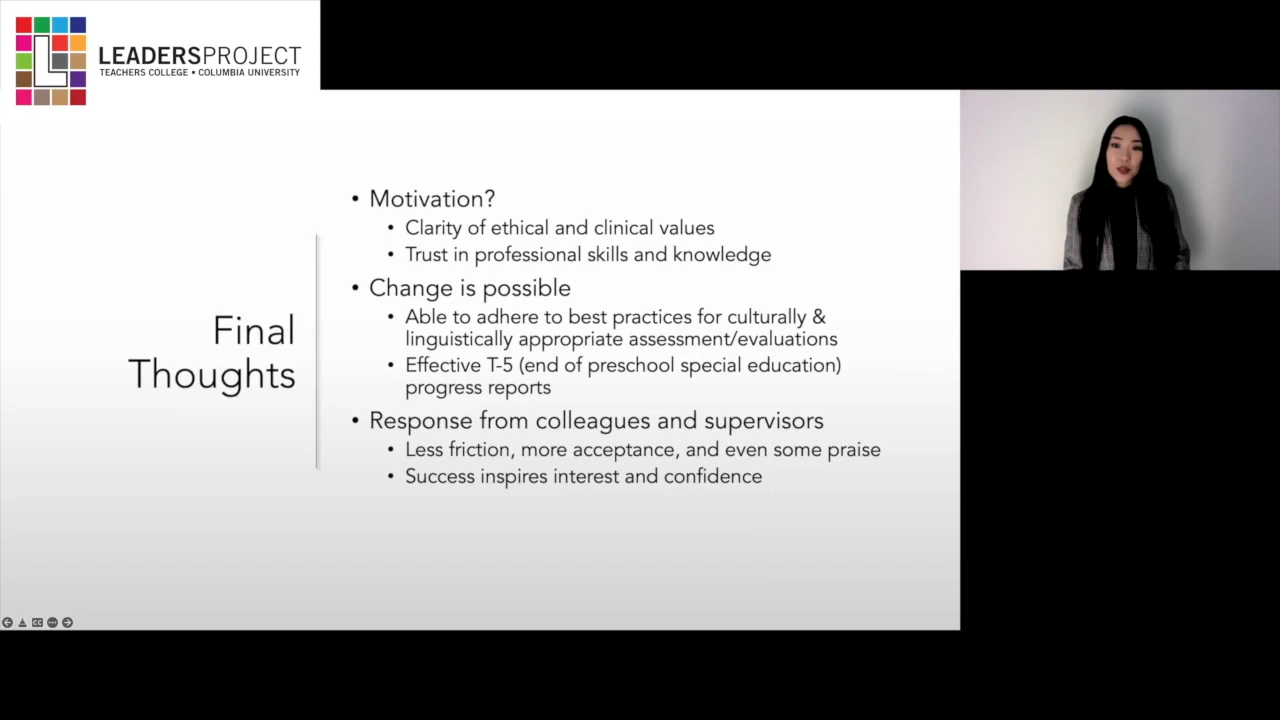 LEADERSPROJECT
TEACHERS COLLEGE ▪ COLUMBIA UNIVERSITY
Final
Thoughts
• Motivation?
• Clarity of ethical and clinical values
• Trust in professional skills and knowledge
• Change is possible
• Able to adhere to best practices for culturally &
linguistically appropriate assessment/evaluations
• Effective T-5 (end of preschool special education)
progress reports
• Response from colleagues and supervisors
• Less friction, more acceptance, and even some praise
• Success inspires interest and confidence